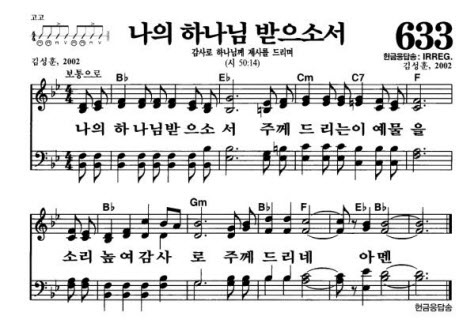 고고
나의 하나님 받으소서
633
감사로 하나님께 제사를 드리며
(시 50:14)
헌금응답송 : IRREG.
김성훈, 2002
김성훈, 2002
보통으로
B♭ E♭ Cm C7 F
나의 하나님받으소 서 주께 드리는이 예물 을
B♭ Gm B♭ F E♭ B♭
소리 높여감사 로 주께 드리네 아멘
헌금응답송